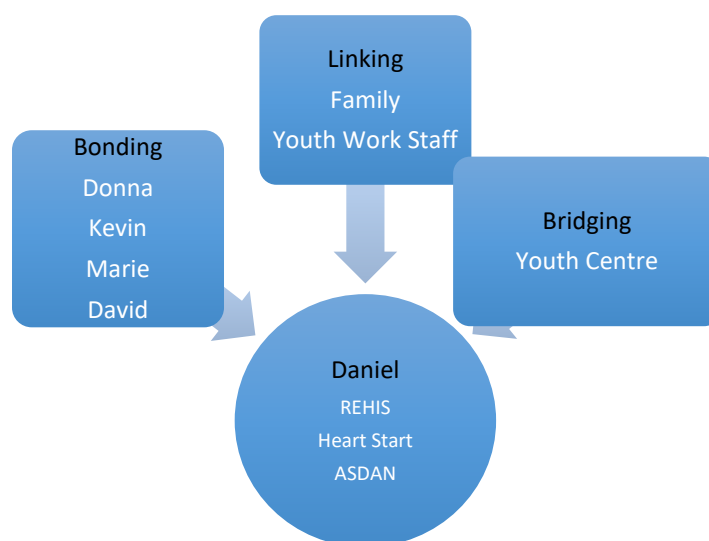 Linking
Family
Youth Work Staff
Bonding
Donna
Kevin
Marie
David
Bridging
Youth Centre
Daniel
REHIS
Heart Start
ASDAN